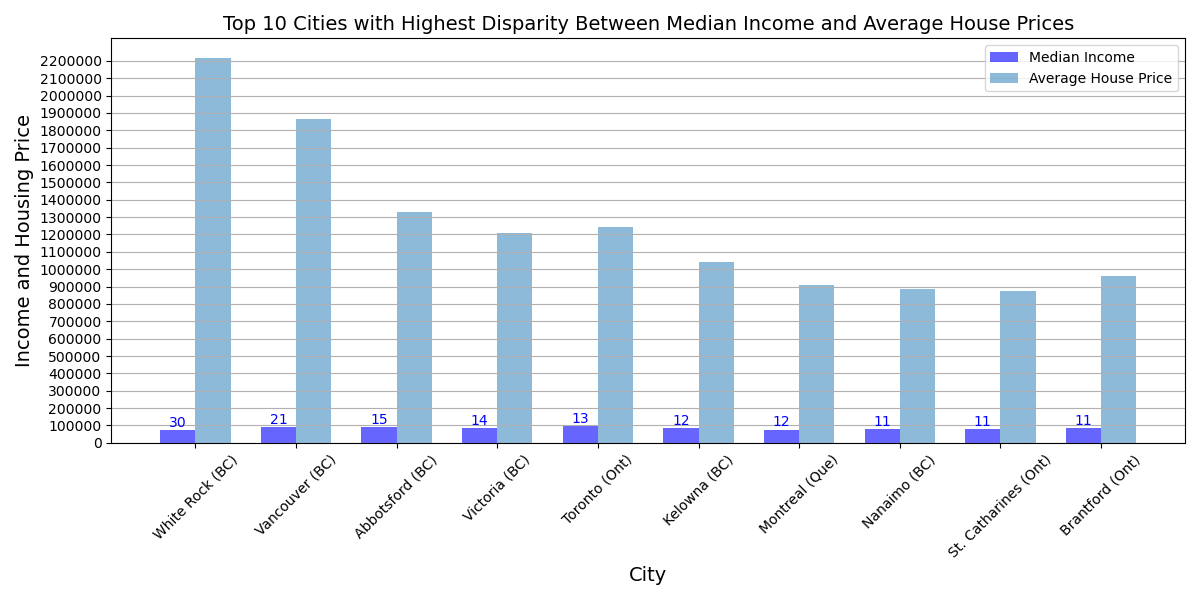 Top 10 Cities with Highest Disparity Between Median Income and Average House Prices
Median Income
Average House Price
Income and Housing Price
2200000
2100000
2000000
1900000
1800000
1700000
1600000
1500000
1400000
1300000
1200000
1100000
1000000
900000
800000
700000
600000
500000
400000
300000
200000
100000
0
30 21 15 14 13 12 12 11 11 11
White Rock (BC)
Vancouver (BC)
Abbotsford (BC)
Victoria (BC)
Toronto (Ont)
Kelowna (BC)
Montreal (Que)
Nanaimo (BC)
St. Catharines (Ont)
Brantford (Ont)
City